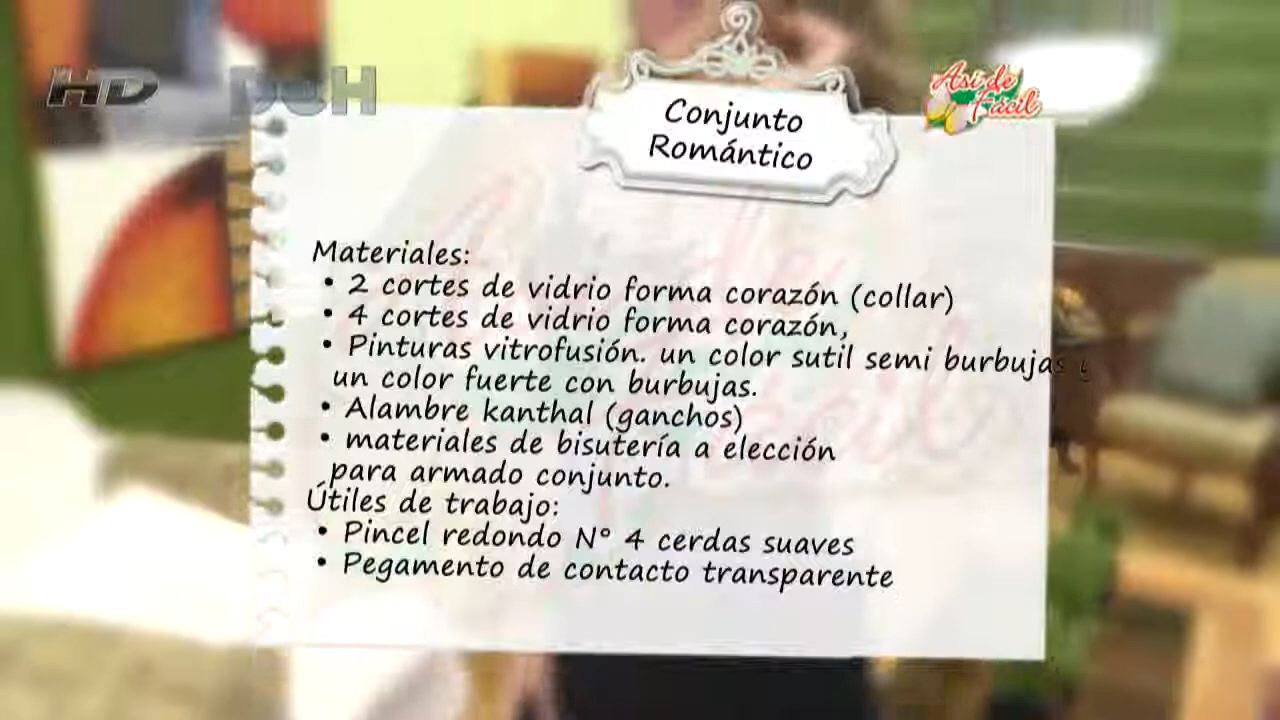 HD
Así de
Fácil
Conjunto
Romántico
Materiales:
• 2 cortes de vidrio forma corazón (collar)
• 4 cortes de vidrio forma corazón,
• Pinturas vitrofusión. un color sutil semi burbujas
un color fuerte con burbujas.
• Alambre kanthal (ganchos)
• materiales de bisutería a elección
para armado conjunto.
Útiles de trabajo:
• Pincel redondo N° 4 cerdas suaves
• Pegamento de contacto transparente